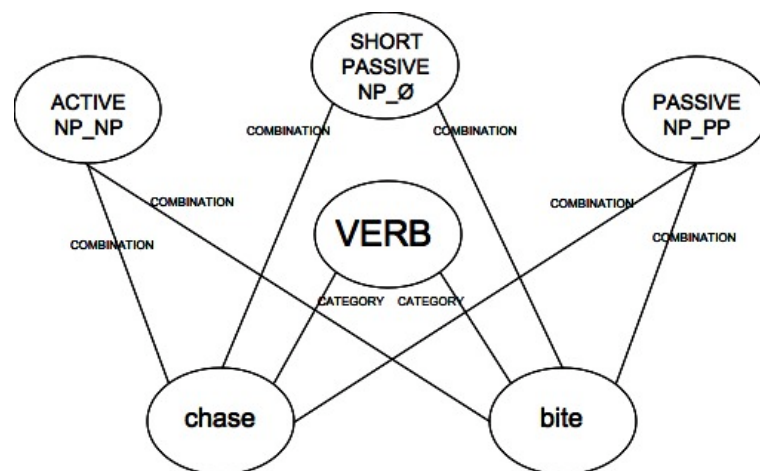 SHORT
PASSIVE
NP_Ø
ACTIVE
NP_NP
PASSIVE
NP_PP
COMBINATION
COMBINATION
COMBINATION
COMBINATION
VERB
COMBINATION
COMBINATION
CATEGORY
CATEGORY
chase
bite